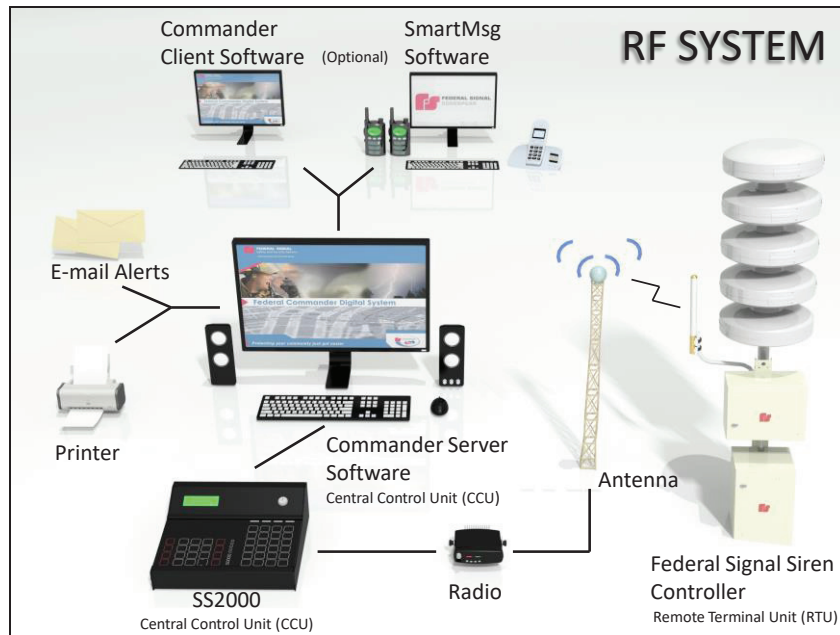 RF SYSTEM
Commander
Client Software
(Optional)
SmartMsg
Software
FEDERAL SIGNAL
E-mail Alerts
FEDERAL SIGNAL
Federal Commander Digital System
Printer
Commander Server
Software
Central Control Unit (CCU)
Antenna
SS2000
Central Control Unit (CCU)
Radio
Federal Signal Siren
Controller
Remote Terminal Unit (RTU)